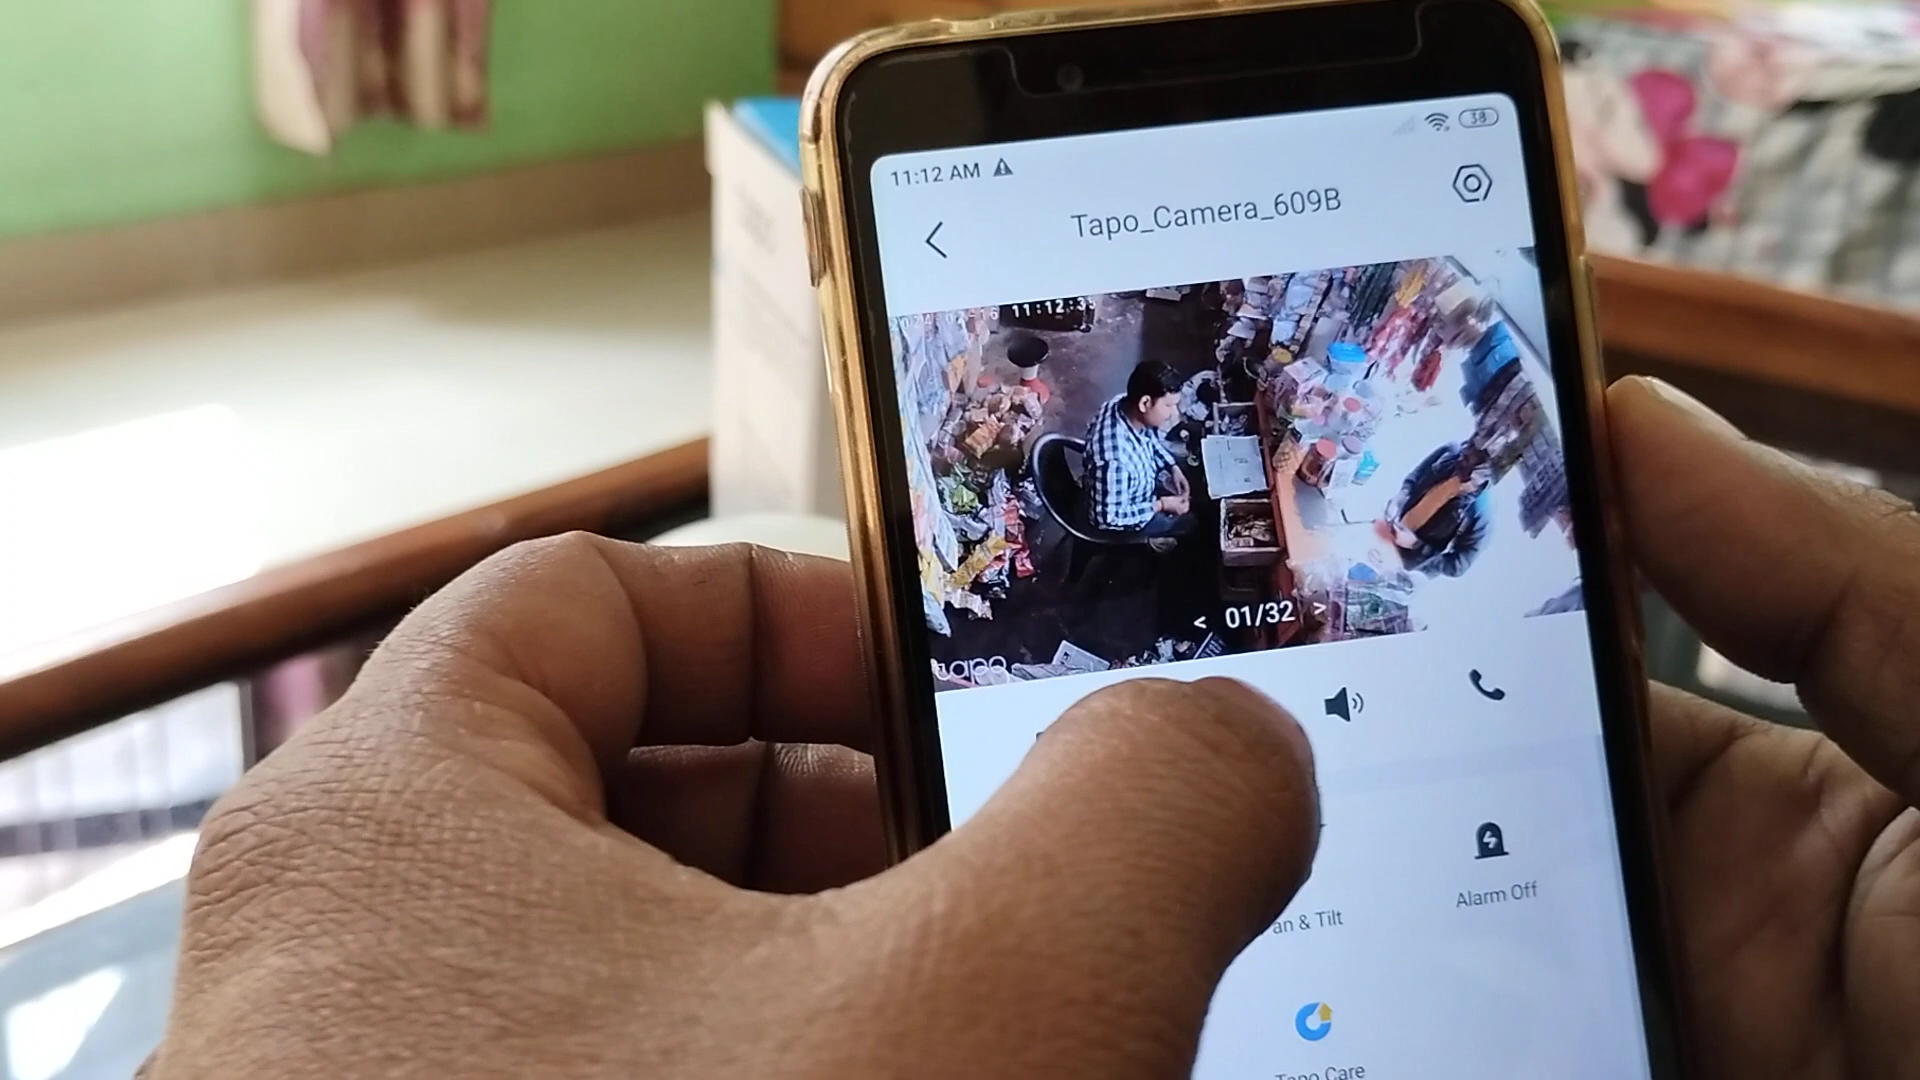 11:12 AM
38
Tapo_Camera_609B
11:12:3
< 01/32 >
tapo
Alarm Off
an & Tilt
Tapo Care